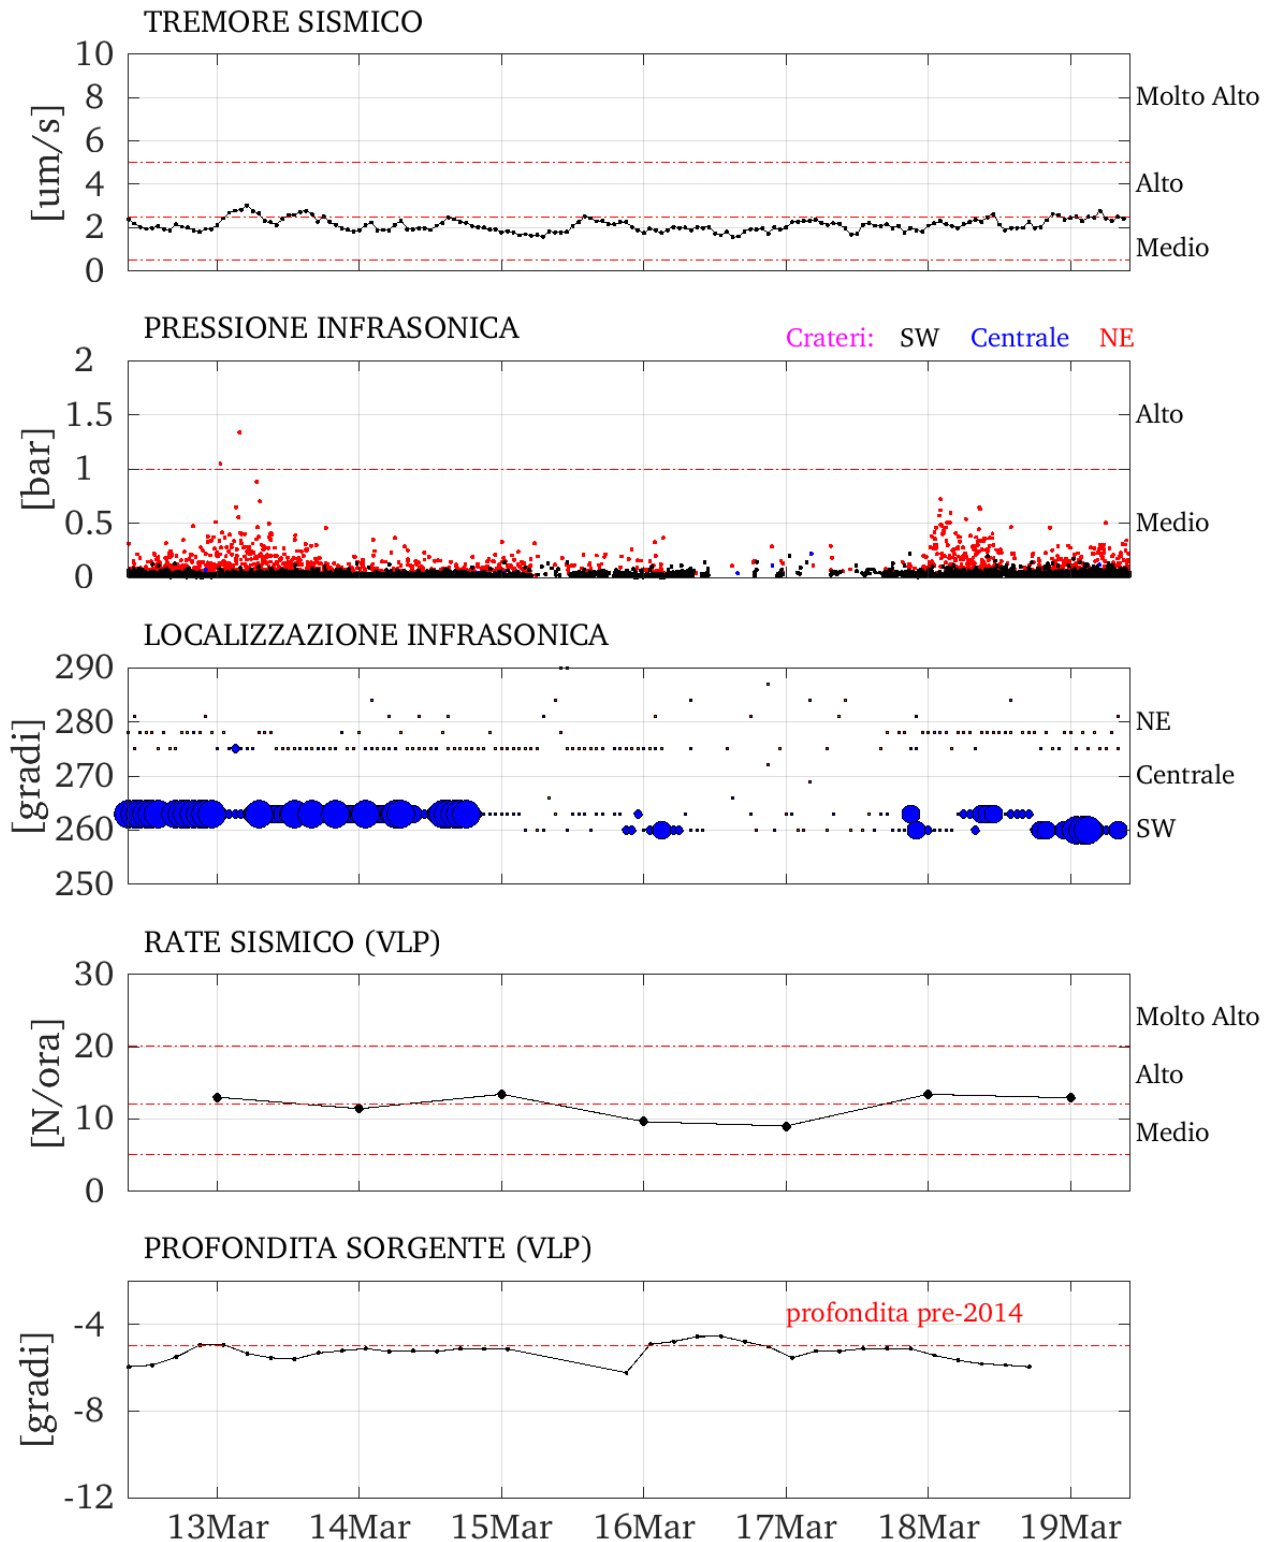 TREMORE SISMICO
[um/s]
10
8
6
4
2
0
Molto Alto
Alto
Medio
PRESSIONE INFRASONICA
Crateri: SW Centrale NE
[bar]
2
1.5
1
0.5
0
Alto
Medio
LOCALIZZAZIONE INFRASONICA
[gradi]
290
280
270
260
250
NE
Centrale
SW
RATE SISMICO (VLP)
[N/ora]
30
20
10
0
Molto Alto
Alto
Medio
PROFONDITA SORGENTE (VLP)
profondita pre-2014
[gradi]
-4
-8
-12
13Mar 14Mar 15Mar 16Mar 17Mar 18Mar 19Mar